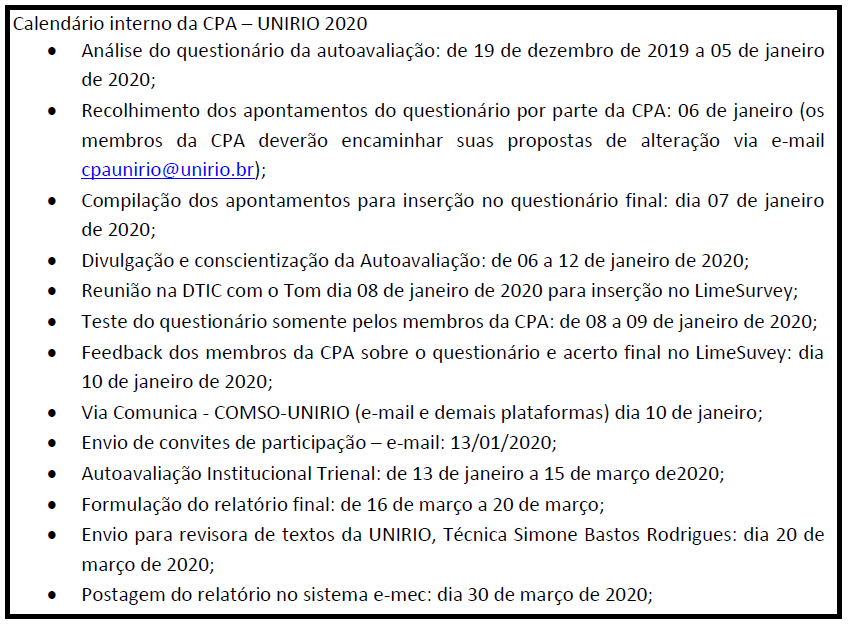 Calendário interno da CPA – UNIRIO 2020
• Análise do questionário da autoavaliação: de 19 de dezembro de 2019 a 05 de janeiro
de 2020;
• Recolhimento dos apontamentos do questionário por parte da CPA: 06 de janeiro (os
membros da CPA deverão encaminhar suas propostas de alteração via e-mail
cpaunirio@unirio.br);
• Compilação dos apontamentos para inserção no questionário final: dia 07 de janeiro
de 2020;
• Divulgação e conscientização da Autoavaliação: de 06 a 12 de janeiro de 2020;
• Reunião na DTIC com o Tom dia 08 de janeiro de 2020 para inserção no LimeSurvey;
• Teste do questionário somente pelos membros da CPA: de 08 a 09 de janeiro de 2020;
• Feedback dos membros da CPA sobre o questionário e acerto final no LimeSuvey: dia
10 de janeiro de 2020;
• Via Comunica - COMSO-UNIRIO (e-mail e demais plataformas) dia 10 de janeiro;
• Envio de convites de participação – e-mail: 13/01/2020;
• Autoavaliação Institucional Trienal: de 13 de janeiro a 15 de março de2020;
• Formulação do relatório final: de 16 de março a 20 de março;
• Envio para revisora de textos da UNIRIO, Técnica Simone Bastos Rodrigues: dia 20 de
março de 2020;
• Postagem do relatório no sistema e-mec: dia 30 de março de 2020;